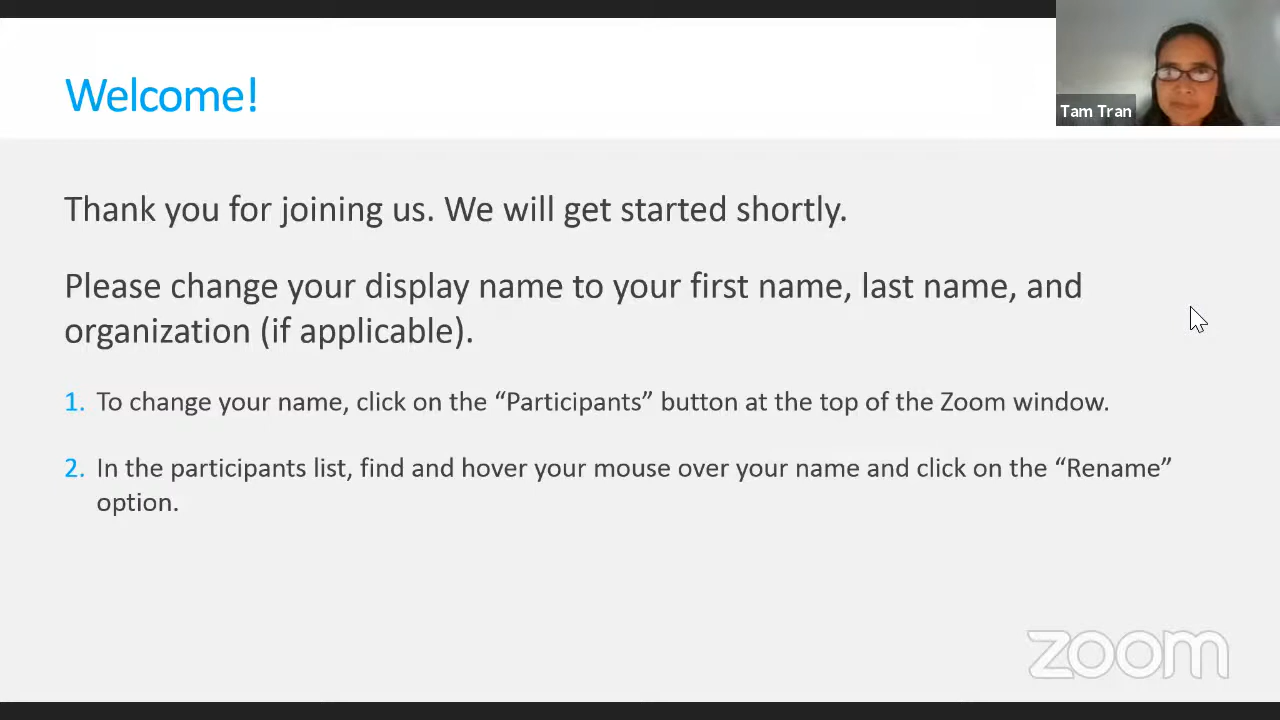 Welcome!
Tam Tran
Thank you for joining us. We will get started shortly.
Please change your display name to your first name, last name, and
organization (if applicable).
1. To change your name, click on the “Participants” button at the top of the Zoom window.
2. In the participants list, find and hover your mouse over your name and click on the “Rename”
option.
zoom